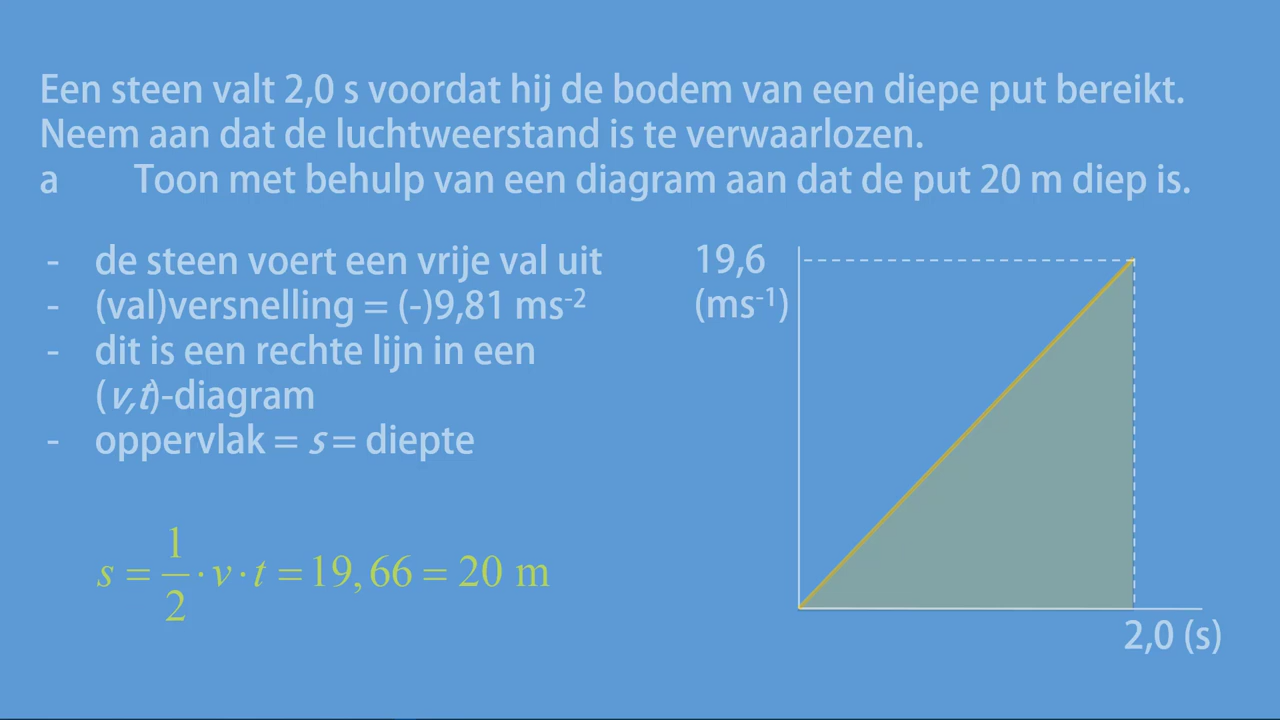 Een steen valt 2,0 s voordat hij de bodem van een diepe put bereikt.
Neem aan dat de luchtweerstand is te verwaarlozen.
a Toon met behulp van een diagram aan dat de put 20 m diep is.
- de steen voert een vrije val uit
- (val)versnelling = (-)9,81 ms⁻²
- dit is een rechte lijn in een
(v,t)-diagram
- oppervlak = s = diepte
s = 1/2 · v · t = 19,66 = 20 m
19,6
(ms⁻¹)
2,0 (s)